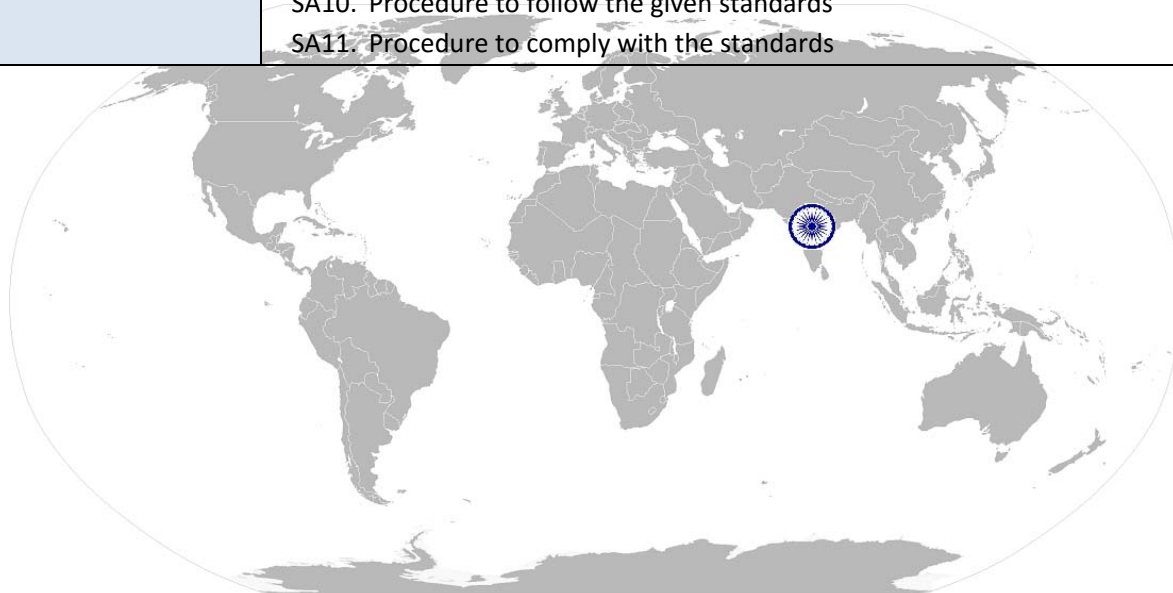 SA10. Procedure to follow the given standards
SA11. Procedure to comply with the standards